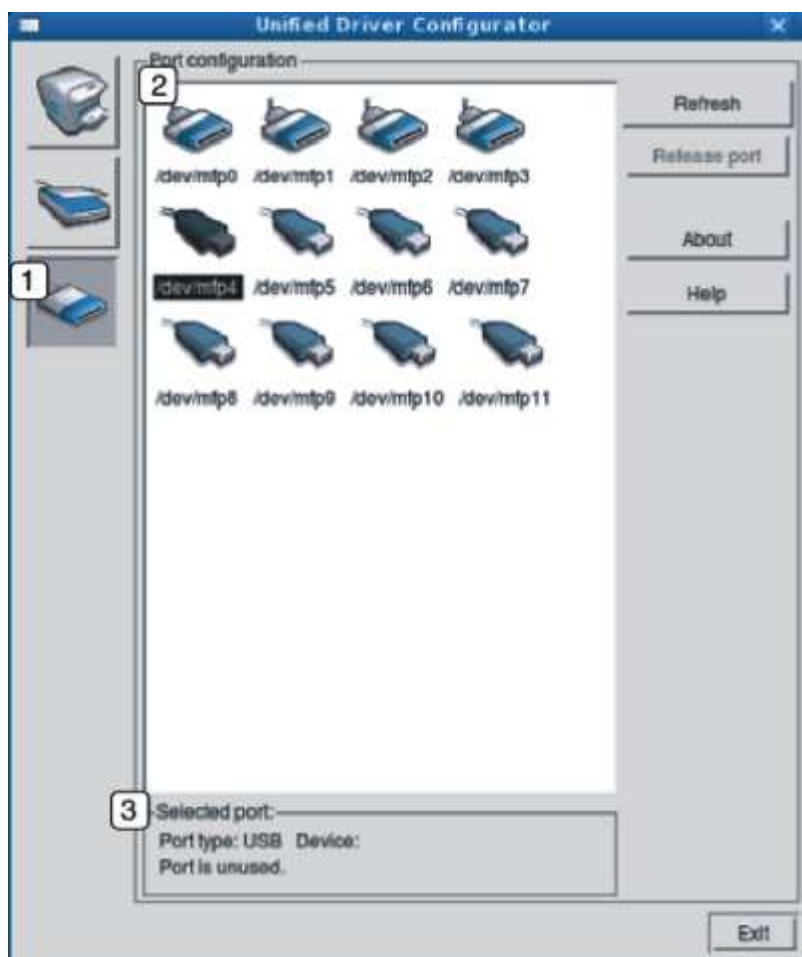 Unified Driver Configurator
Port configuration
2
Refresh
/dev/mfp0 /dev/mfp1 /dev/mfp2 /dev/mfp3
Release port
About
1
/dev/mfp4 /dev/mfp5 /dev/mfp6 /dev/mfp7
Help
/dev/mfp8 /dev/mfp9 /dev/mfp10 /dev/mfp11
3
Selected port:
Port type: USB Device:
Port is unused.
Exit